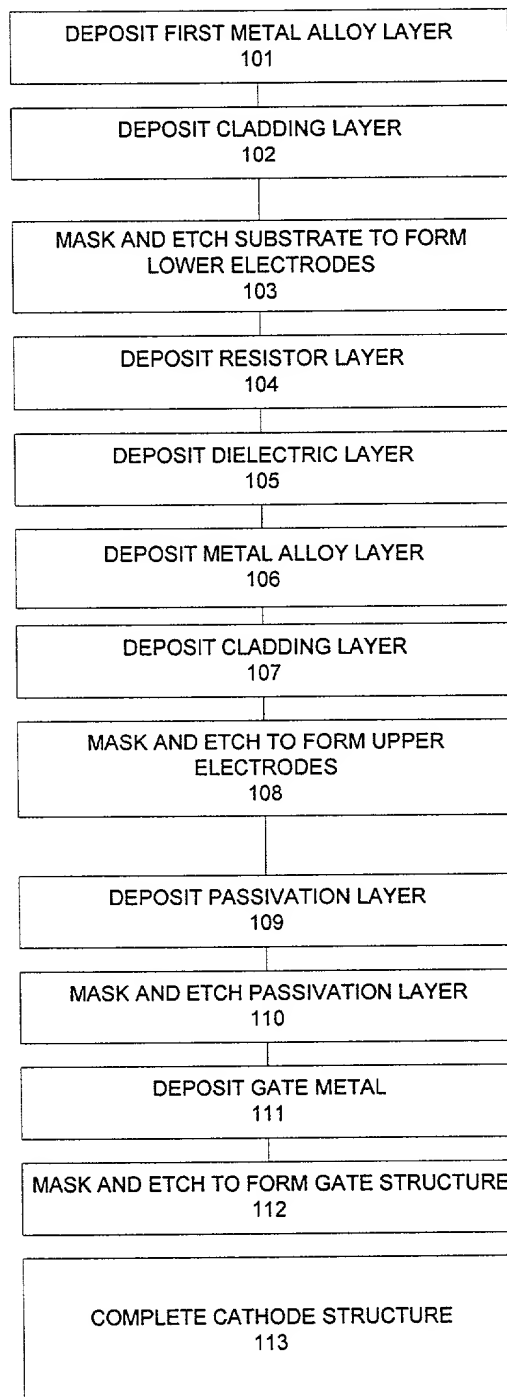 DEPOSIT FIRST METAL ALLOY LAYER
101
DEPOSIT CLADDING LAYER
102
MASK AND ETCH SUBSTRATE TO FORM
LOWER ELECTRODES
103
DEPOSIT RESISTOR LAYER
104
DEPOSIT DIELECTRIC LAYER
105
DEPOSIT METAL ALLOY LAYER
106
DEPOSIT CLADDING LAYER
107
MASK AND ETCH TO FORM UPPER
ELECTRODES
108
DEPOSIT PASSIVATION LAYER
109
MASK AND ETCH PASSIVATION LAYER
110
DEPOSIT GATE METAL
111
MASK AND ETCH TO FORM GATE STRUCTURE
112
COMPLETE CATHODE STRUCTURE
113